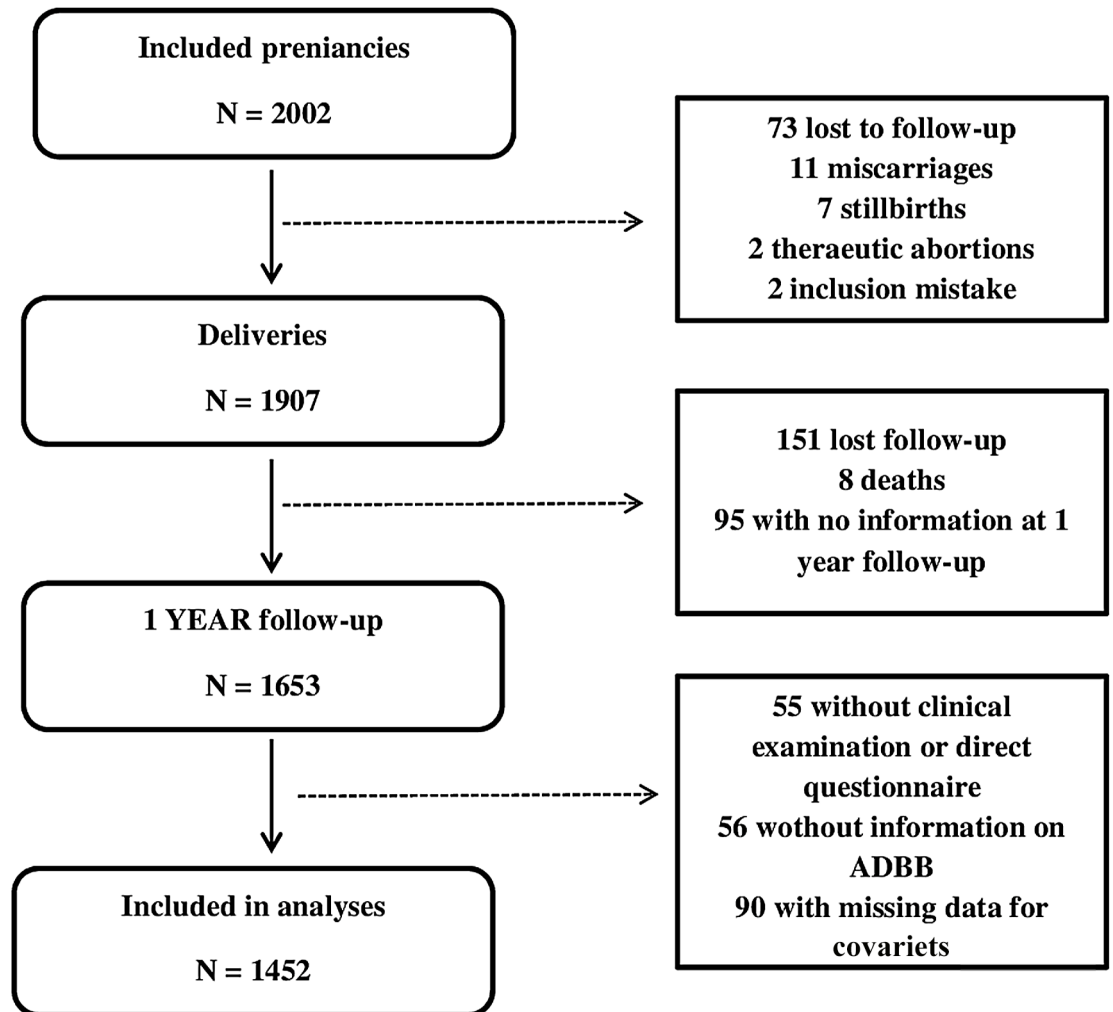 Included preniancies
N = 2002
73 lost to follow-up
11 miscarriages
7 stillbirths
2 theraeutic abortions
2 inclusion mistake
Deliveries
N = 1907
151 lost follow-up
8 deaths
95 with no information at 1
year follow-up
1 YEAR follow-up
N = 1653
55 without clinical
examination or direct
questionnaire
56 wothout information on
ADBB
90 with missing data for
covariets
Included in analyses
N = 1452